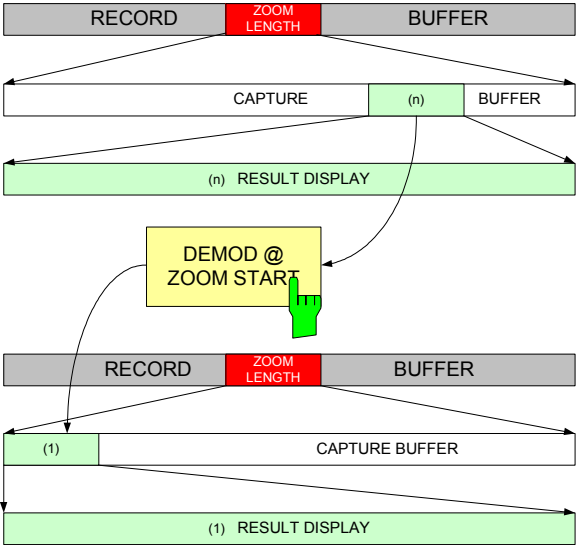 RECORD ZOOM LENGTH BUFFER
CAPTURE (n) BUFFER
(n) RESULT DISPLAY
DEMOD @
ZOOM START
RECORD ZOOM LENGTH BUFFER
(1) CAPTURE BUFFER
(1) RESULT DISPLAY